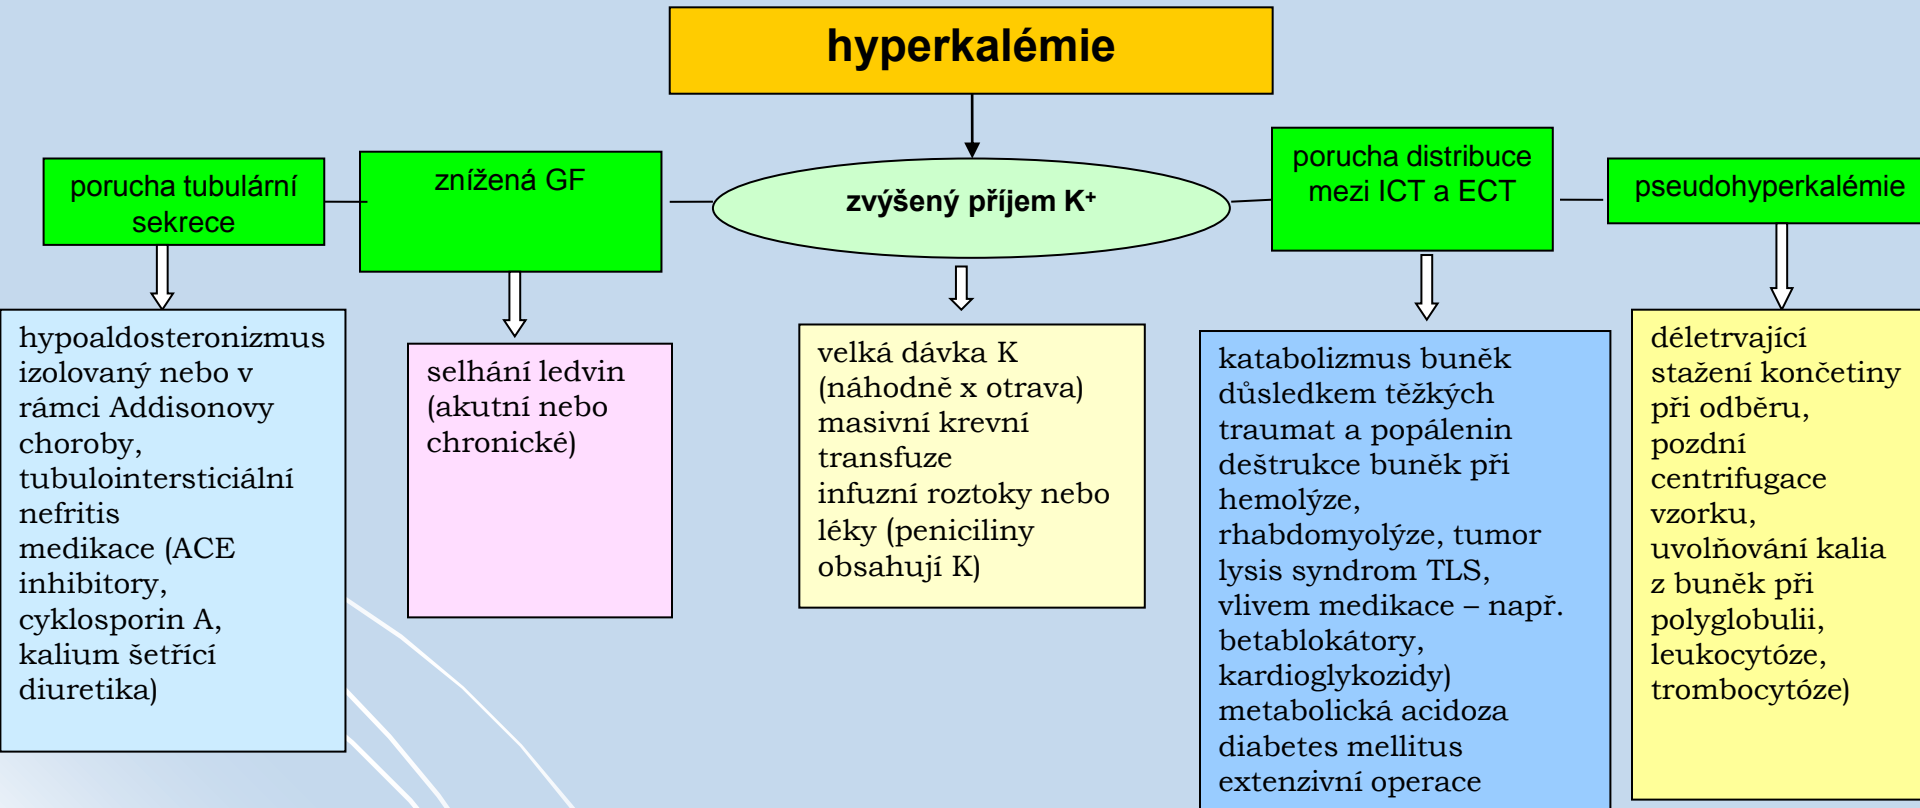 hyperkalémie
porucha tubulární
sekrece
znížená GF
zvýšený příjem K+
porucha distribuce
mezi ICT a ECT
pseudohyperkalémie
hypoaldosteronizmus
izolovaný nebo v
rámci Addisonovy
choroby,
tubulointersticiální
nefritis
medikace (ACE
inhibitory,
cyklosporin A,
kalium šetřící
diuretika)
selhání ledvin
(akutní nebo
chronické)
velká dávka K
(náhodně x otrava)
masivní krevní
transfuze
infuzní roztoky nebo
léky (peniciliny
obsahují K)
katabolizmus buněk
důsledkem těžkých
traumat a popálenin
deštrukce buněk při
hemolýze,
rhabdomyolýze, tumor
lysis syndrom TLS,
vlivem medikace – např.
betablokátory,
kardioglykozidy)
metabolická acidoza
diabetes mellitus
extenzivní operace
déletrvající
stažení končetiny
při odběru,
pozdní
centrifugace
vzorku,
uvolňování kalia
z buněk při
polyglobulii,
leukocytóze,
trombocytóze)